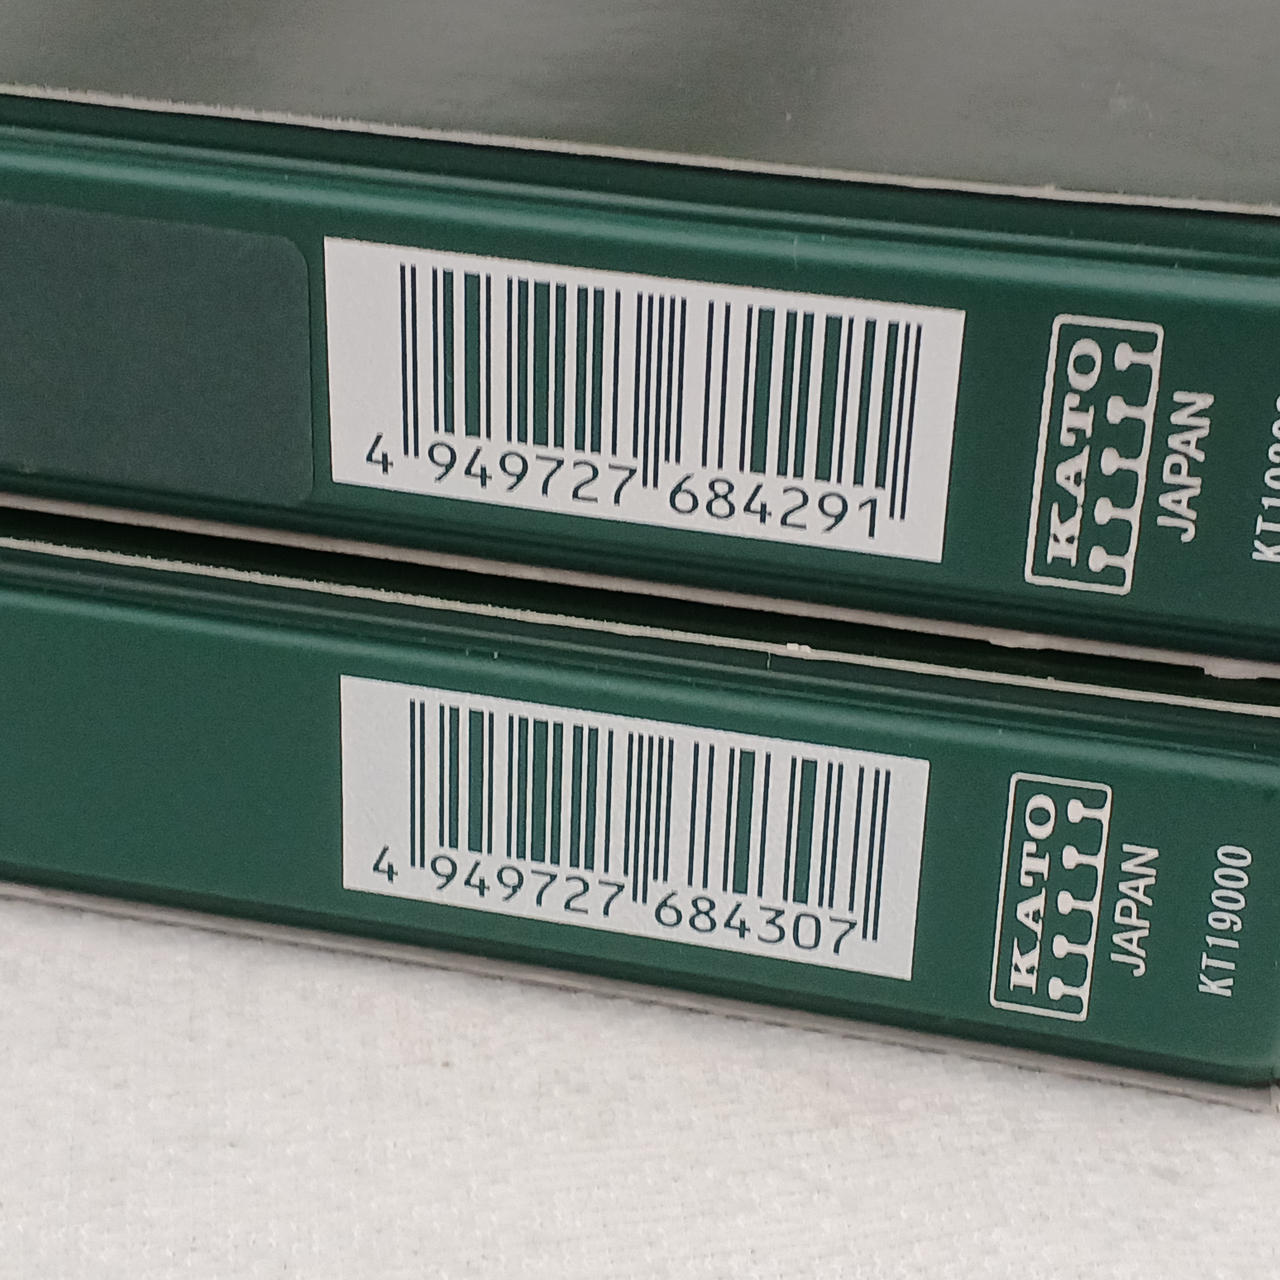 4 949727 684291
KATO
JAPAN
4 949727 684307
KATO
JAPAN
KT19000